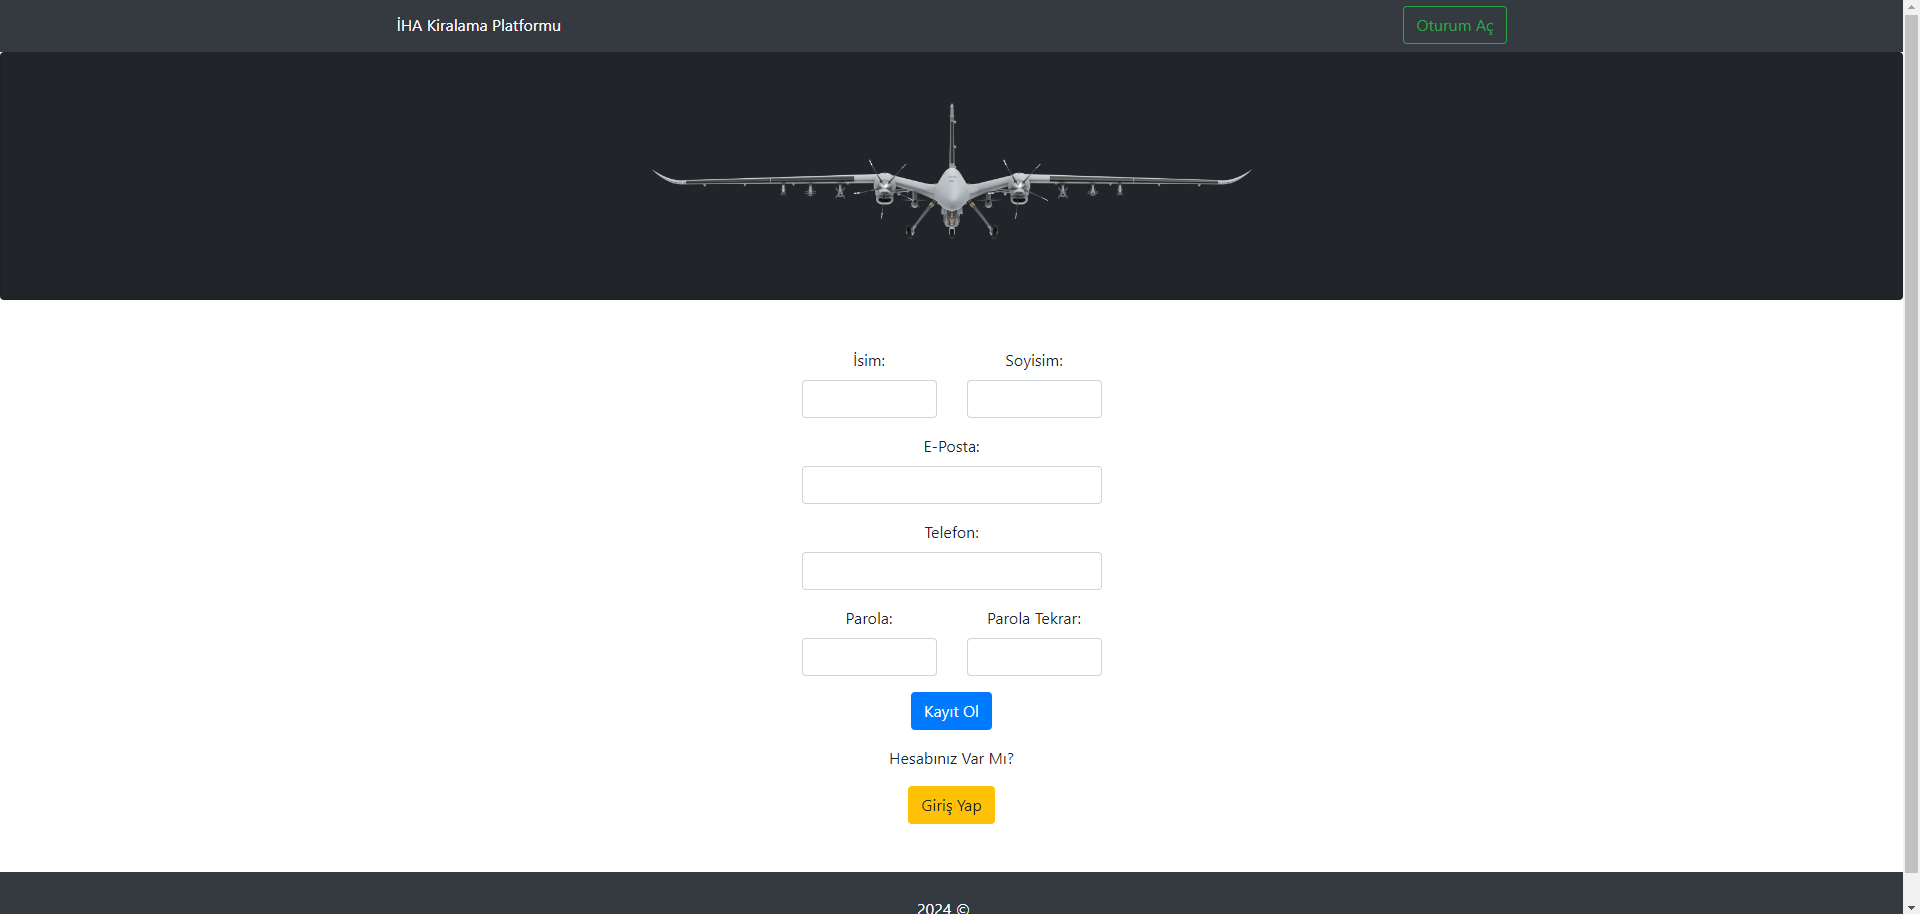 İHA Kiralama Platformu
Oturum Aç
İsim:
Soyisim:
E-Posta:
Telefon:
Parola:
Parola Tekrar:
Kayıt Ol
Hesabınız Var Mı?
Giriş Yap
2024 ©